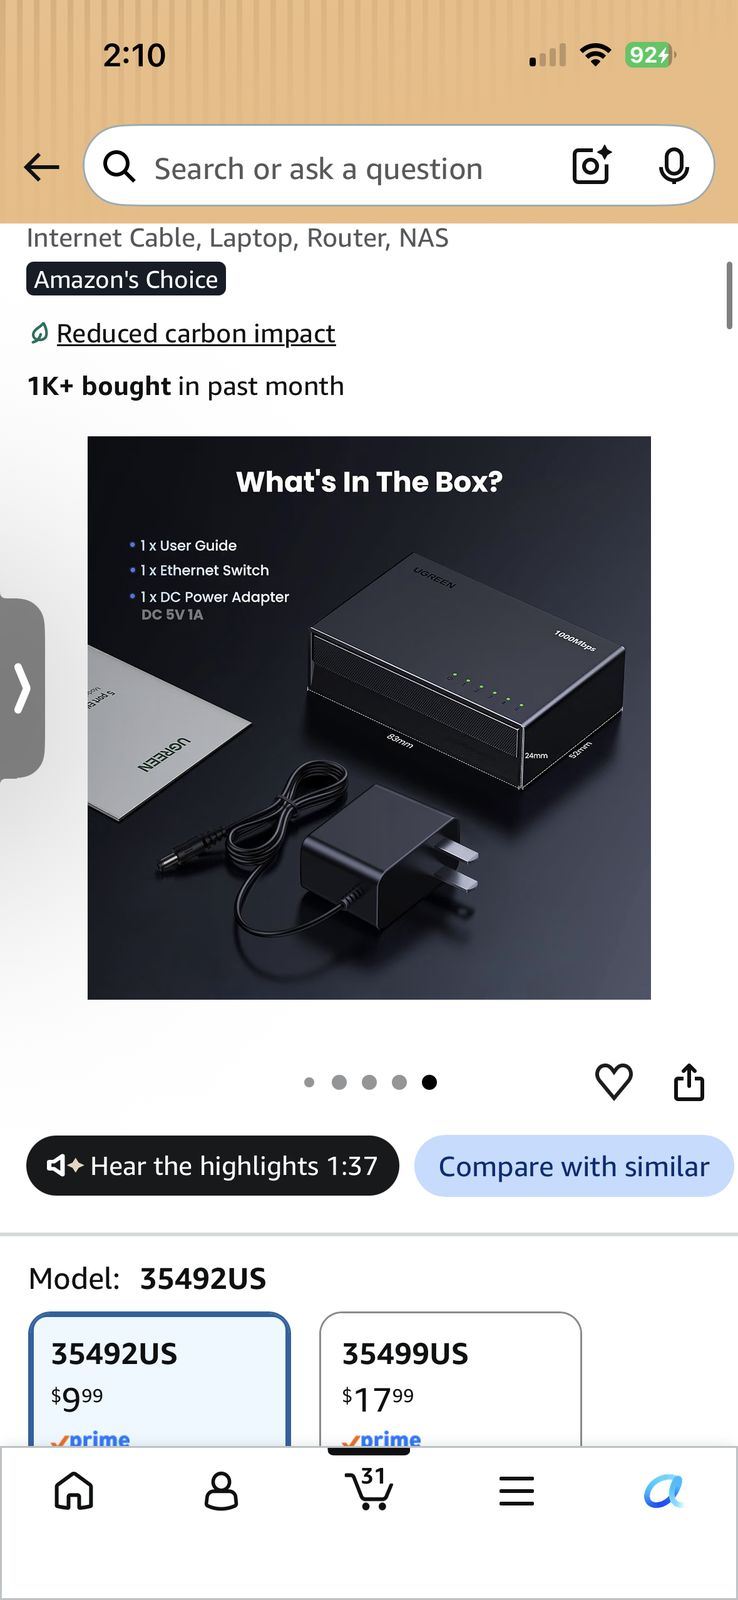 2:10
92
Search or ask a question
Internet Cable, Laptop, Router, NAS
Amazon's Choice
Reduced carbon impact
1K+ bought in past month
What's In The Box?
• 1 x User Guide
• 1 x Ethernet Switch
• 1 x DC Power Adapter
DC 5V 1A
UGREEN
1000Mbps
83mm
24mm
52mm
UGREEN
Hear the highlights 1:37
Compare with similar
Model: 35492US
35492US
35499US
$9.99
$17.99
prime
prime
31